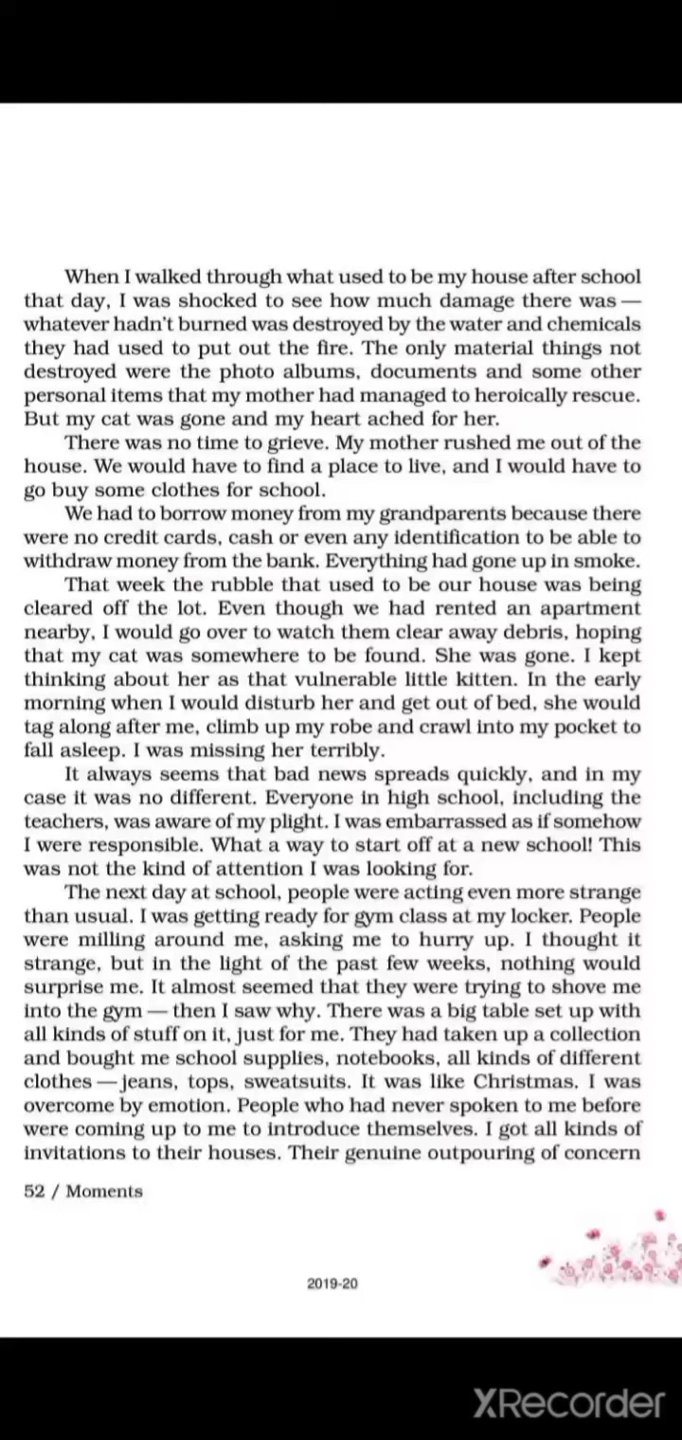 When I walked through what used to be my house after school
that day, I was shocked to see how much damage there was —
whatever hadn't burned was destroyed by the water and chemicals
they had used to put out the fire. The only material things not
destroyed were the photo albums, documents and some other
personal items that my mother had managed to heroically rescue.
But my cat was gone and my heart ached for her.
There was no time to grieve. My mother rushed me out of the
house. We would have to find a place to live, and I would have to
go buy some clothes for school.
We had to borrow money from my grandparents because there
were no credit cards, cash or even any identification to be able to
withdraw money from the bank. Everything had gone up in smoke.
That week the rubble that used to be our house was being
cleared off the lot. Even though we had rented an apartment
nearby, I would go over to watch them clear away debris, hoping
that my cat was somewhere to be found. She was gone. I kept
thinking about her as that vulnerable little kitten. In the early
morning when I would disturb her and get out of bed, she would
tag along after me, climb up my robe and crawl into my pocket to
fall asleep. I was missing her terribly.
It always seems that bad news spreads quickly, and in my
case it was no different. Everyone in high school, including the
teachers, was aware of my plight. I was embarrassed as if somehow
I were responsible. What a way to start off at a new school! This
was not the kind of attention I was looking for.
The next day at school, people were acting even more strange
than usual. I was getting ready for gym class at my locker. People
were milling around me, asking me to hurry up. I thought it
strange, but in the light of the past few weeks, nothing would
surprise me. It almost seemed that they were trying to shove me
into the gym — then I saw why. There was a big table set up with
all kinds of stuff on it, just for me. They had taken up a collection
and bought me school supplies, notebooks, all kinds of different
clothes — jeans, tops, sweatsuits. It was like Christmas. I was
overcome by emotion. People who had never spoken to me before
were coming up to me to introduce themselves. I got all kinds of
invitations to their houses. Their genuine outpouring of concern
52 / Moments
2019-20
XRecorder